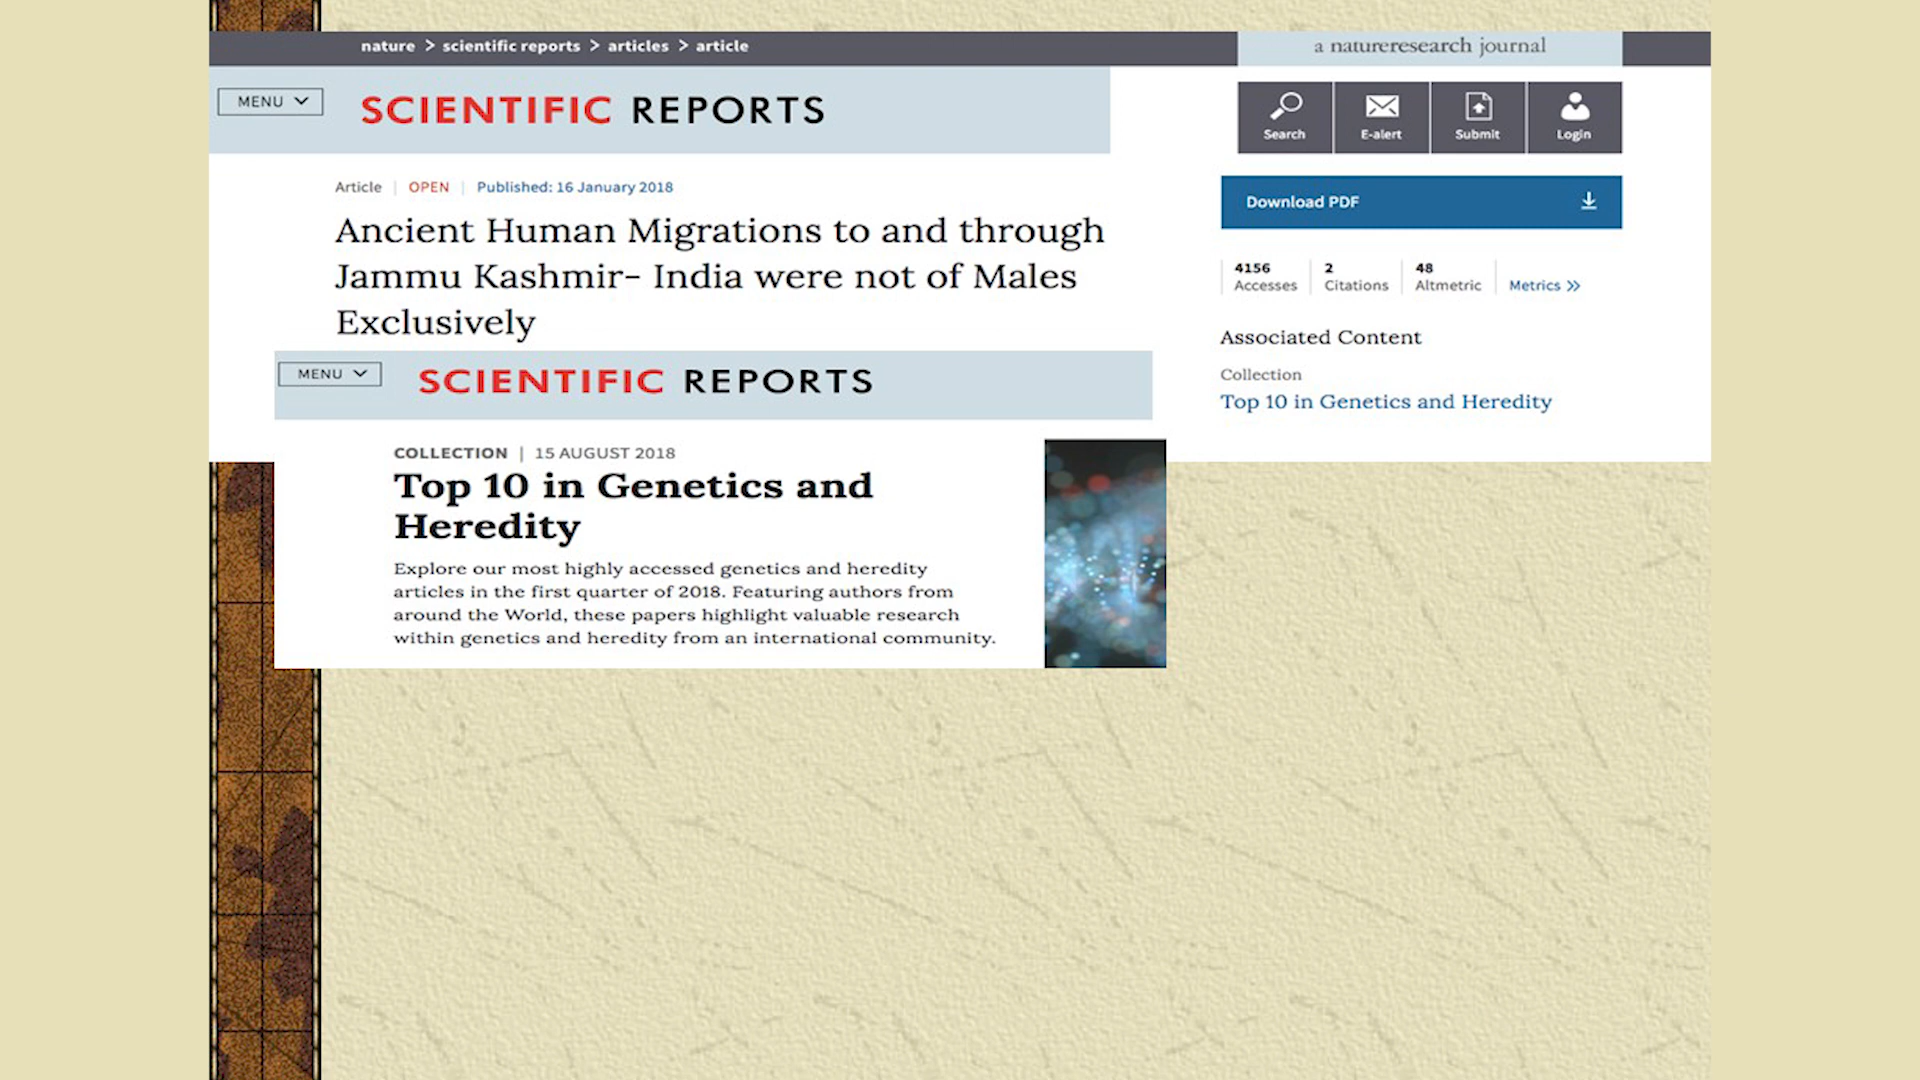 nature > scientific reports > articles > article
a natureresearch journal
MENU
SCIENTIFIC REPORTS
Search
E-alert
Submit
Login
Article | OPEN | Published: 16 January 2018
Ancient Human Migrations to and through
Jammu Kashmir- India were not of Males
Exclusively
Download PDF
4156 Accesses
2 Citations
48 Altmetric
Metrics >>
Associated Content
Collection
Top 10 in Genetics and Heredity
MENU
SCIENTIFIC REPORTS
COLLECTION | 15 AUGUST 2018
Top 10 in Genetics and
Heredity
Explore our most highly accessed genetics and heredity
articles in the first quarter of 2018. Featuring authors from
around the World, these papers highlight valuable research
within genetics and heredity from an international community.